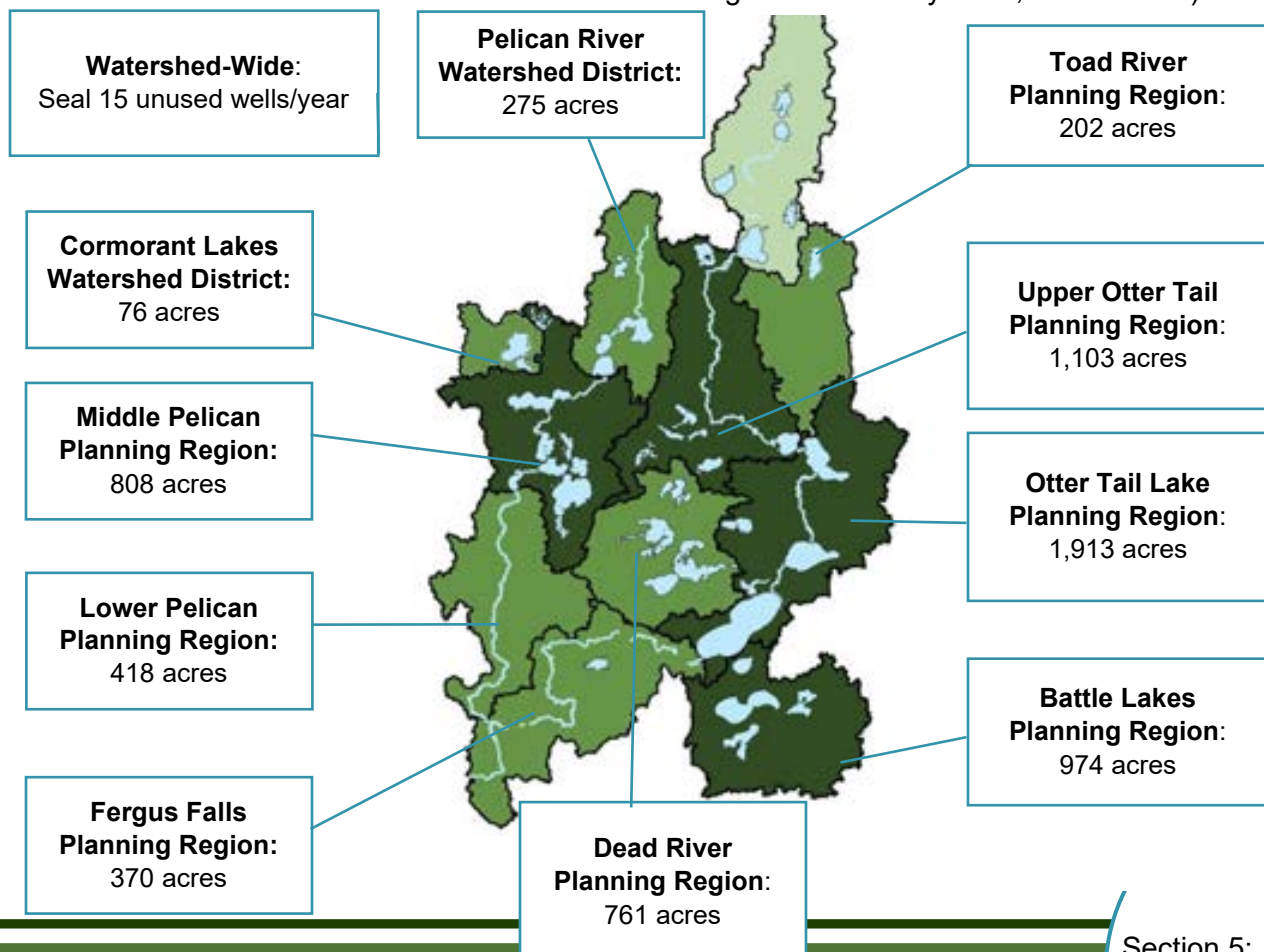 Watershed-Wide:
Seal 15 unused wells/year
Pelican River
Watershed District:
275 acres
Toad River
Planning Region:
202 acres
Cormorant Lakes
Watershed District:
76 acres
Upper Otter Tail
Planning Region:
1,103 acres
Middle Pelican
Planning Region:
808 acres
Otter Tail Lake
Planning Region:
1,913 acres
Lower Pelican
Planning Region:
418 acres
Battle Lakes
Planning Region:
974 acres
Fergus Falls
Planning Region:
370 acres
Dead River
Planning Region:
761 acres
Section 5: